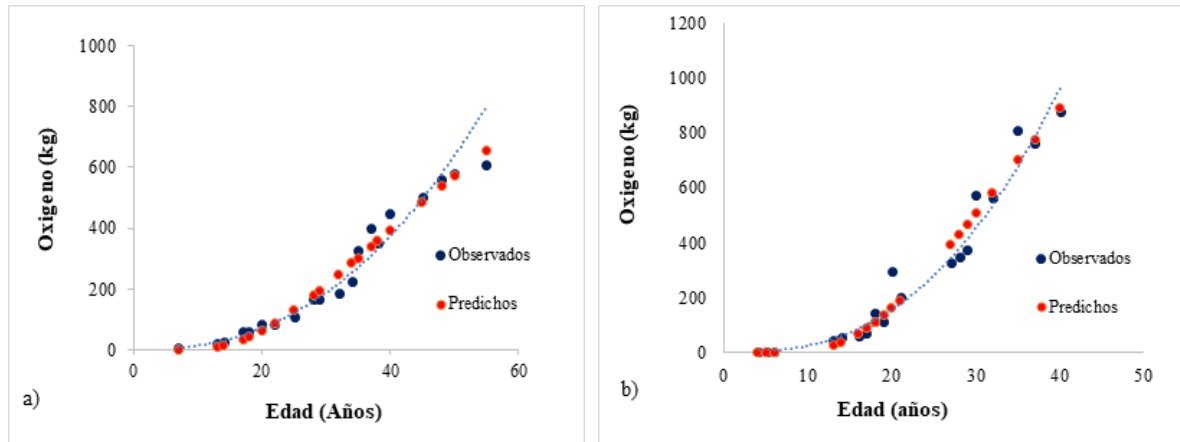 1000
800
600
400
200
0
0 20 40 60
Oxigeno (kg)
Edad (Años)
Observados
Predichos
a)
1200
1000
800
600
400
200
0
0 10 20 30 40 50
Oxigeno (kg)
Edad (años)
Observados
Predichos
b)